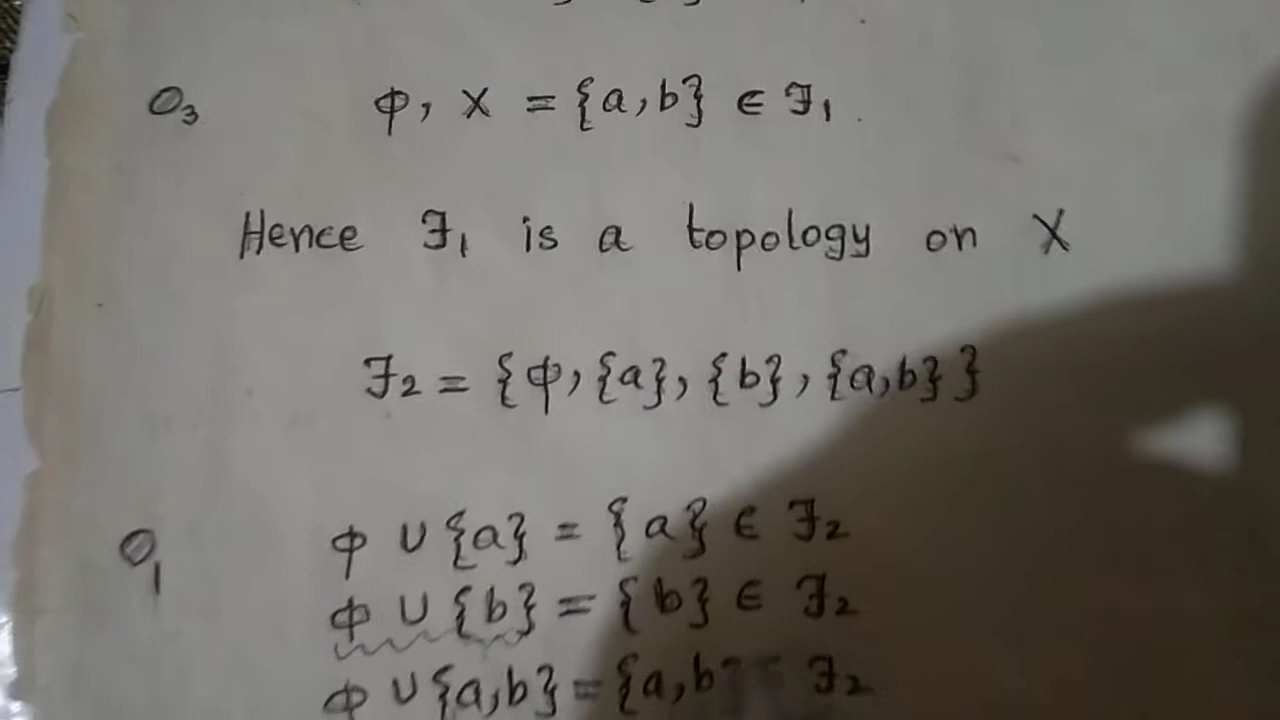 O₃ φ, X = {a,b} ∈ ℑ₁.
Hence ℑ₁ is a topology on X
ℑ₂ = {φ, {a}, {b}, {a,b}}
O₁ φ ∪ {a} = {a} ∈ ℑ₂
φ ∪ {b} = {b} ∈ ℑ₂
φ ∪ {a,b} = {a,b ℑ₂